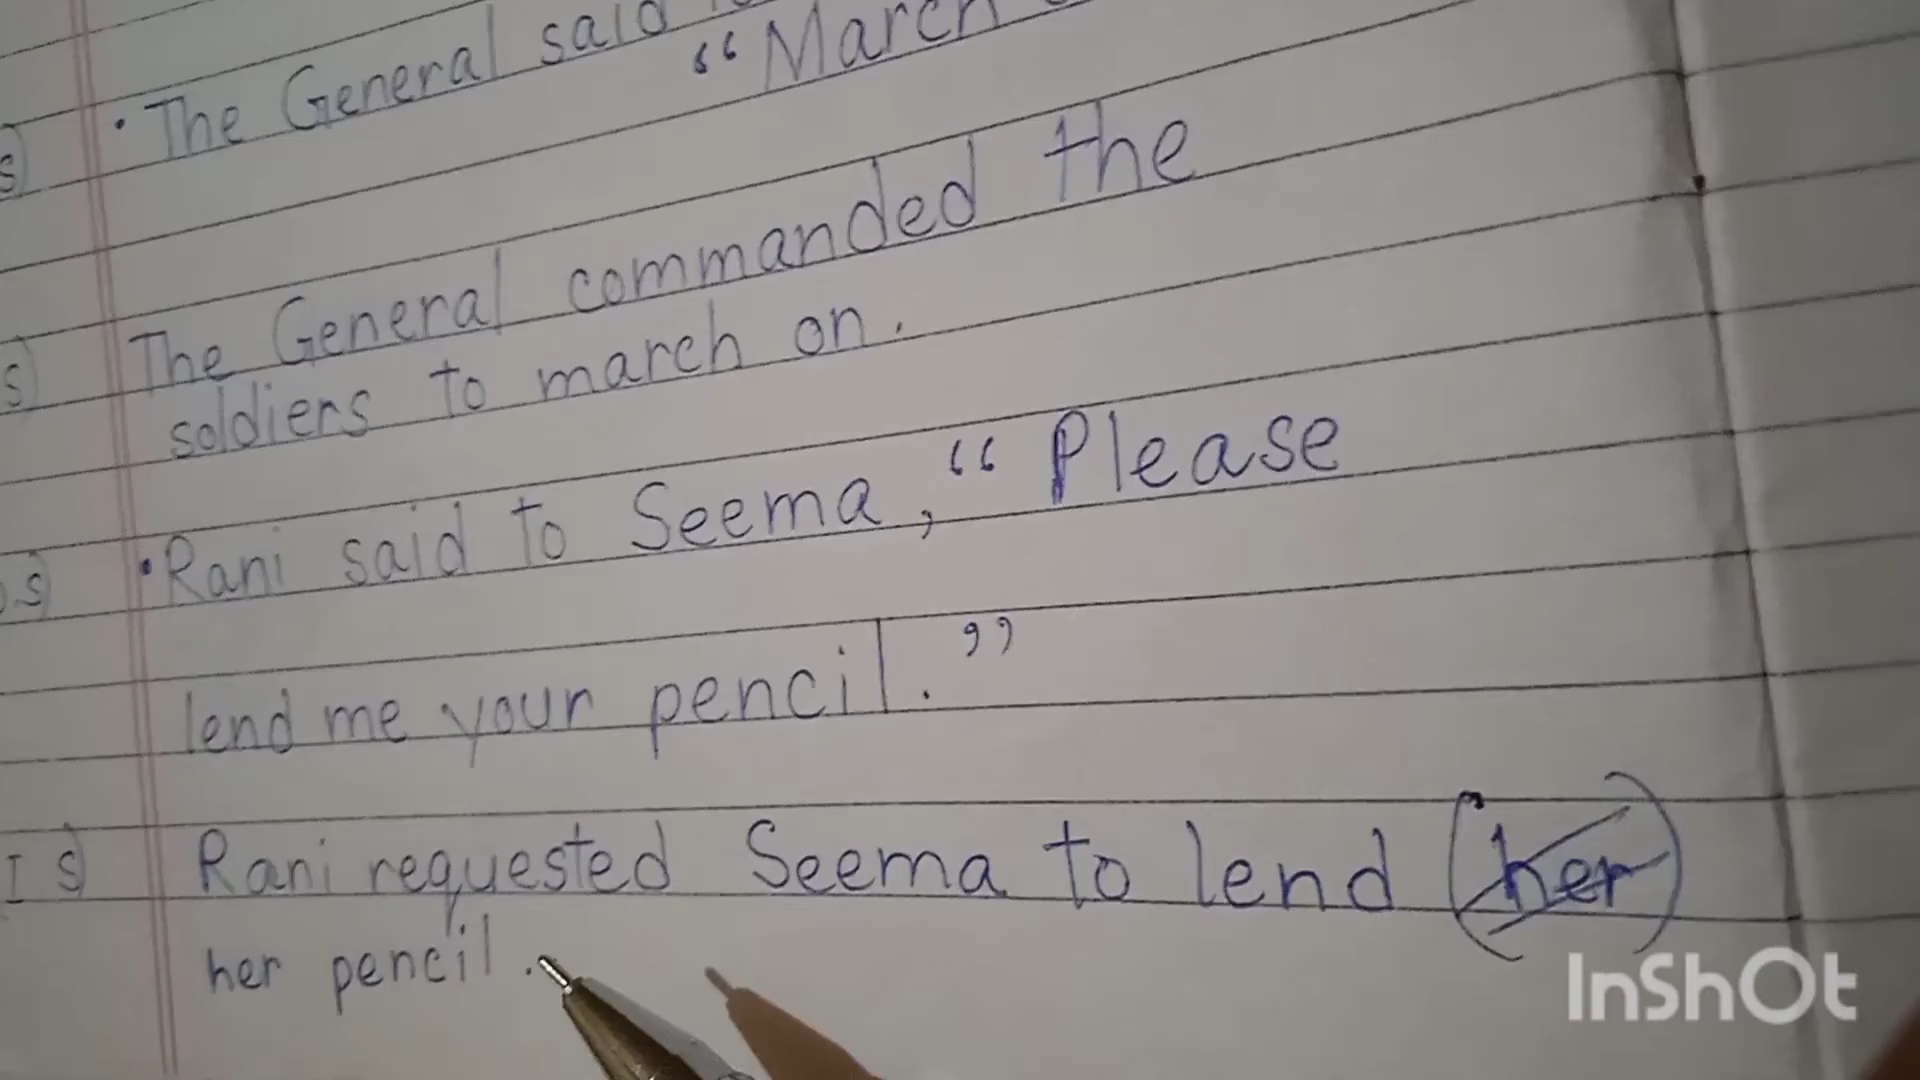 • The General said
“ March
s)
The General commanded the
s)
soldiers to march on.
s) • Rani said to Seema, “ Please
lend me your pencil. ”
I s) Rani requested Seema to lend (her)
her pencil.
InShOt